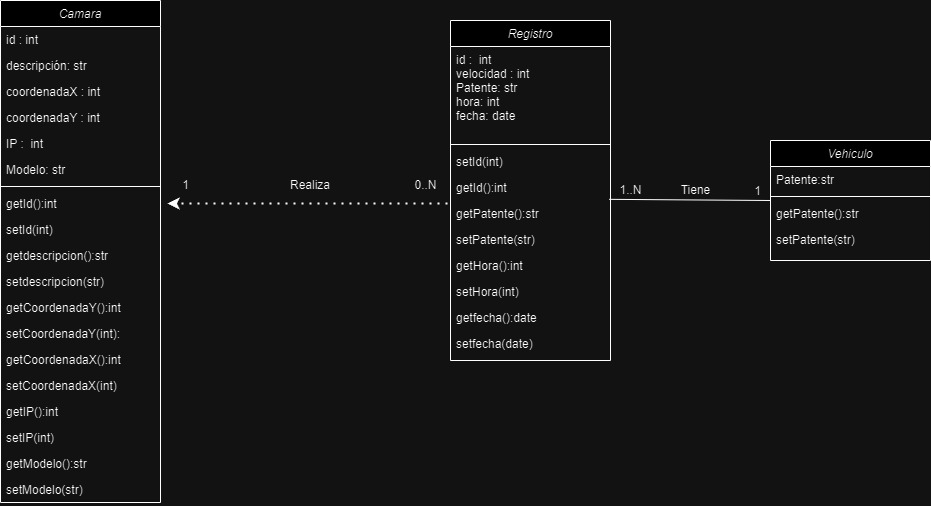 Camara
id : int
descripción: str
coordenadaX : int
coordenadaY : int
IP : int
Modelo: str
getId():int
setId(int)
getdescripcion():str
setdescripcion(str)
getCoordenadaY():int
setCoordenadaY(int):
getCoordenadaX():int
setCoordenadaX(int)
getIP():int
setIP(int)
getModelo():str
setModelo(str)
1
Realiza
0..N
Registro
id : int
velocidad : int
Patente: str
hora: int
fecha: date
setId(int)
getId():int
getPatente():str
setPatente(str)
getHora():int
setHora(int)
getfecha():date
setfecha(date)
1..N
Tiene
1
Vehiculo
Patente:str
getPatente():str
setPatente(str)